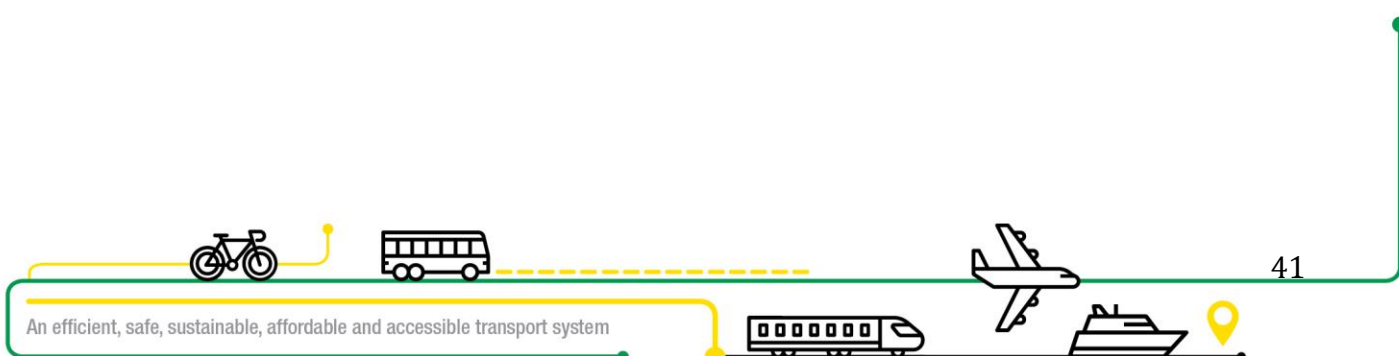 41
An efficient, safe, sustainable, affordable and accessible transport system